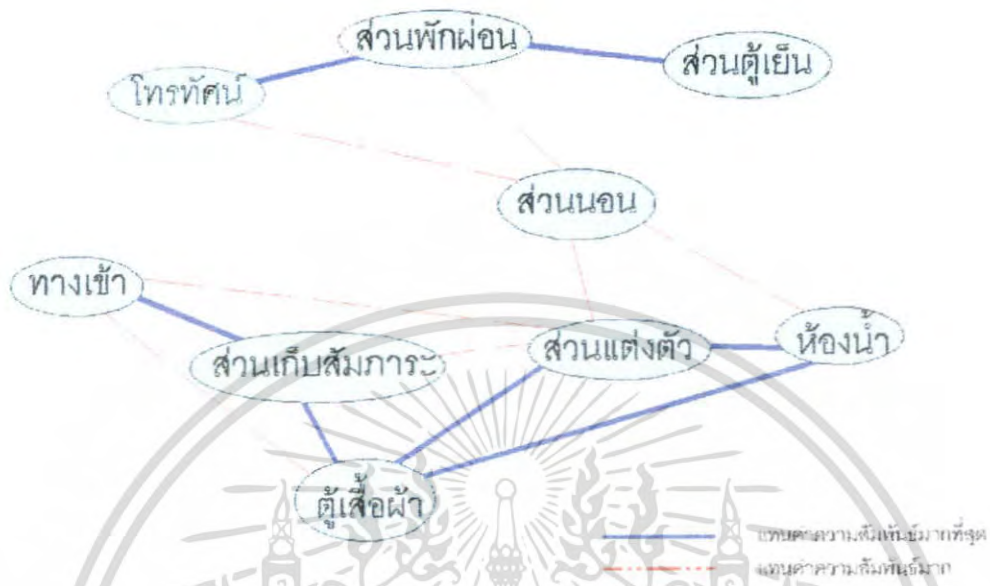 ส่วนพักผ่อน
ส่วนตู้เย็น
โทรทัศน์
ส่วนนอน
ทางเข้า
ห้องน้ำ
ส่วนแต่งตัว
ส่วนเก็บสัมภาระ
ตู้เสื้อผ้า
แทนค่าความสัมพันธ์มากที่สุด
แทนค่าความสัมพันธ์มาก